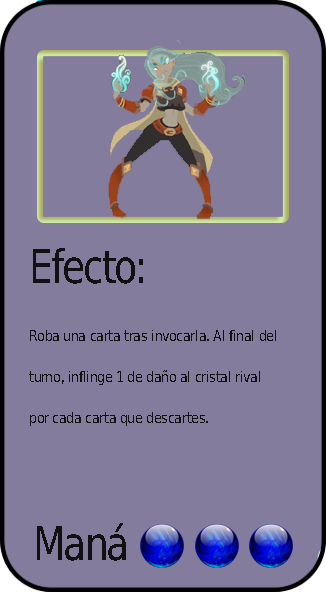 Efecto:
Roba una carta tras invocarla. Al final del
turno, inflinge 1 de daño al cristal rival
por cada carta que descartes.
Maná